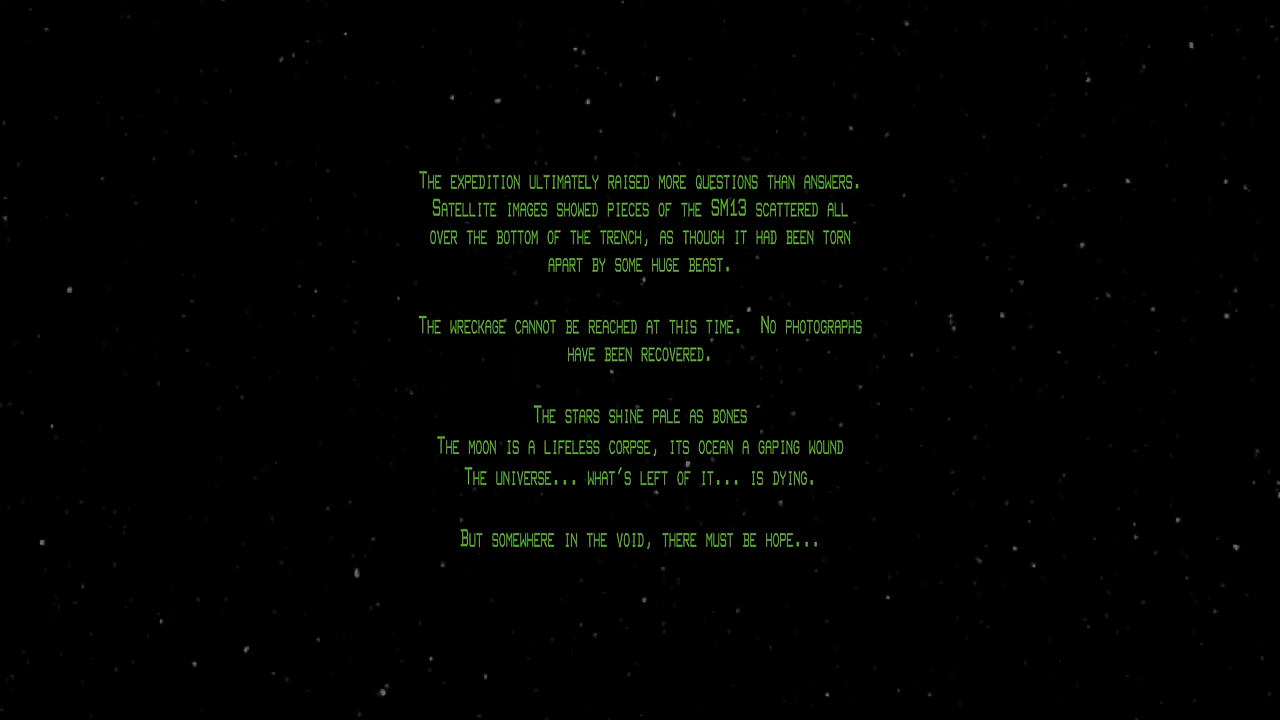 The expedition ultimately raised more questions than answers.
Satellite images showed pieces of the SM13 scattered all
over the bottom of the trench, as though it had been torn
apart by some huge beast.
The wreckage cannot be reached at this time.  No photographs
have been recovered.
The stars shine pale as bones
The moon is a lifeless corpse, its ocean a gaping wound
The universe... what's left of it... is dying.
But somewhere in the void, there must be hope...